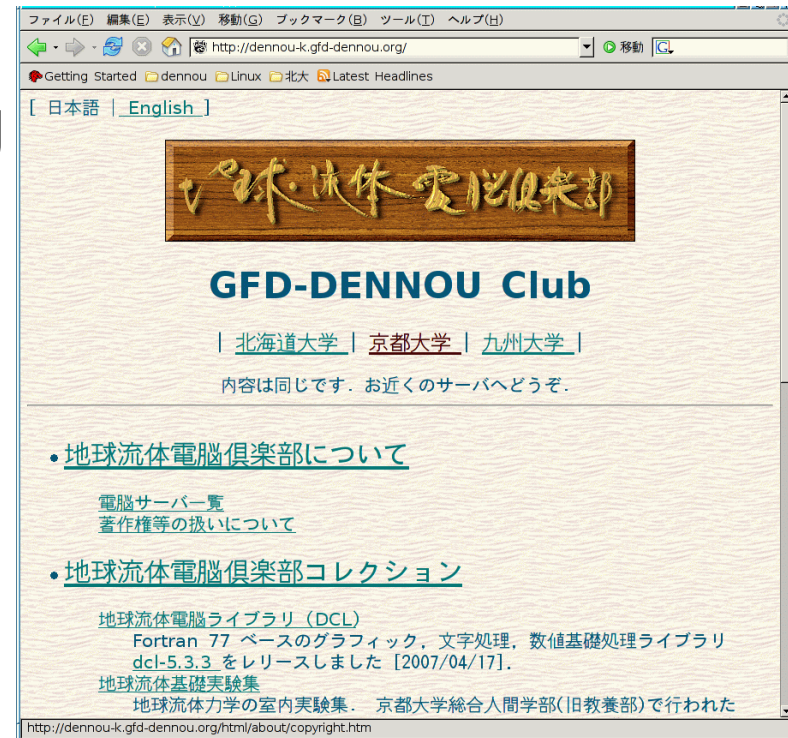 ファイル(F) 編集(E) 表示(V) 移動(G) ブックマーク(B) ツール(T) ヘルプ(H)
http://dennou-k.gfd-dennou.org/ 移動 G
Getting Started dennou Linux 北大 Latest Headlines
[ 日本語 | English ]
地球・流体電脳倶楽部
GFD-DENNOU Club
| 北海道大学 | 京都大学 | 九州大学 |
内容は同じです. お近くのサーバへどうぞ.
•地球流体電脳倶楽部について
電脳サーバ一覧
著作権等の扱いについて
•地球流体電脳倶楽部コレクション
地球流体電脳ライブラリ (DCL)
Fortran 77 ベースのグラフィック, 文字処理, 数値基礎処理ライブラリ
dcl-5.3.3 をリリースしました [2007/04/17].
地球流体基礎実験集
地球流体力学の室内実験集. 京都大学総合人間学部(旧教養部)で行われた
http://dennou-k.gfd-dennou.org/html/about/copyright.htm